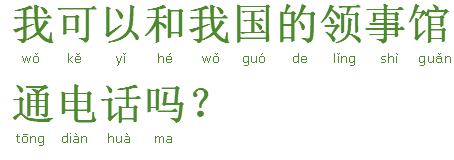 我可以和我国的领事馆
wǒ kě yǐ hé wǒ guó de lǐng shì guǎn
通电话吗？
tōng diàn huà ma